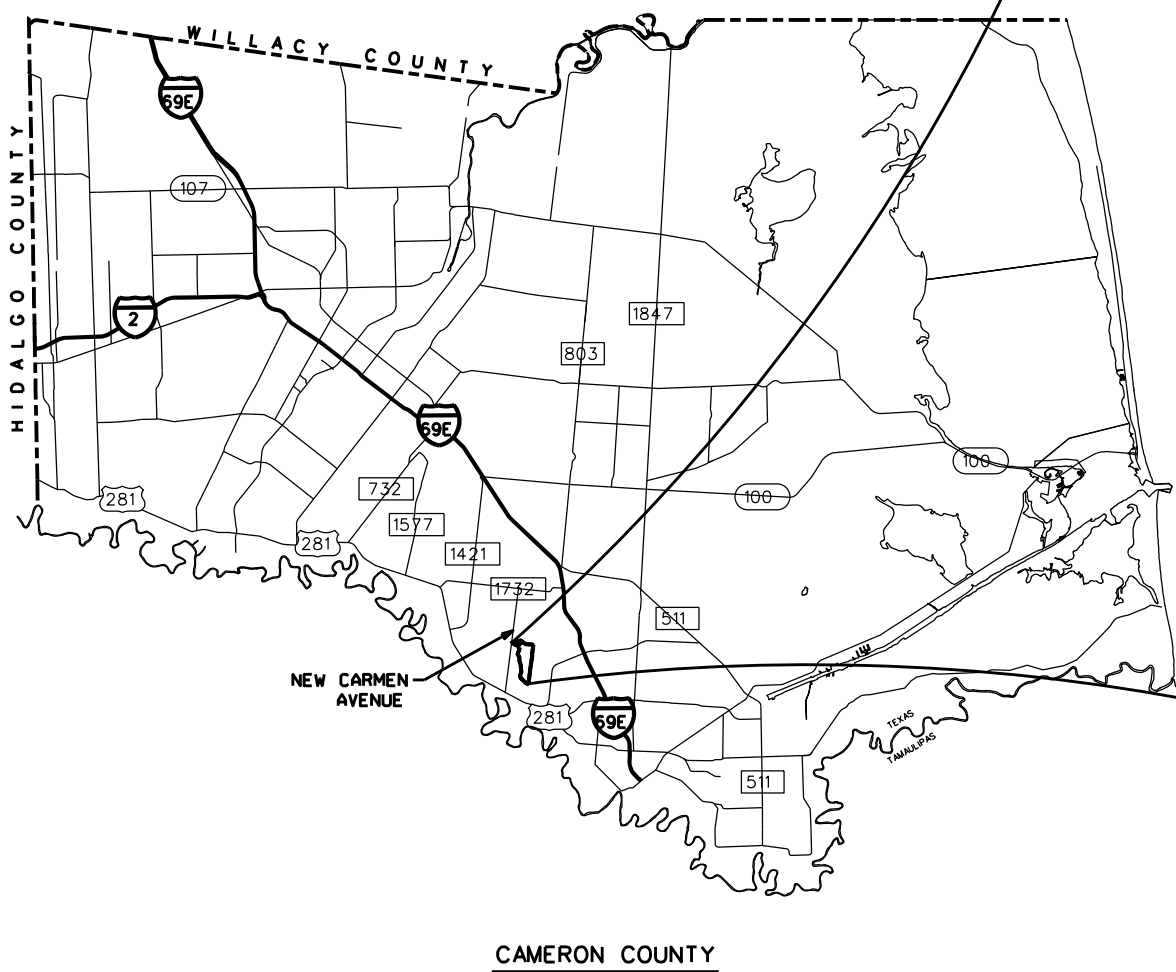 WILLACY COUNTY
69E
HIDALGO COUNTY
107
2
1847
803
69E
100
732
100
281
1577
281
1421
1732
511
NEW CARMEN
AVENUE
281
69E
TEXAS
TAMAULIPAS
511
CAMERON COUNTY